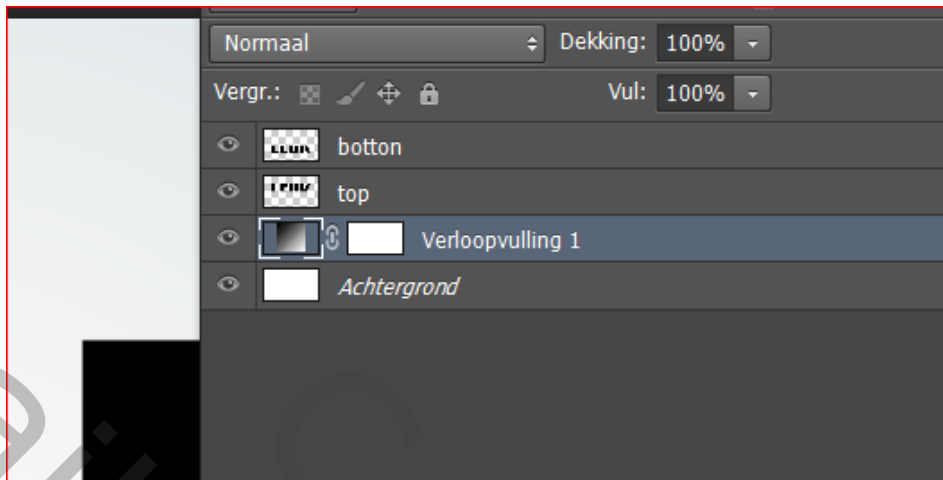 Normaal Dekking: 100%
Vergr.: Vul: 100%
botton
top
Verloopvulling 1
Achtergrond